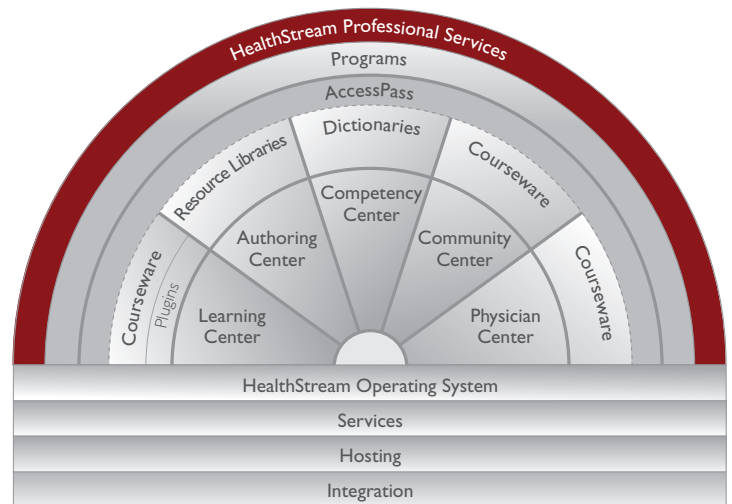 HealthStream Professional Services
Programs
AccessPass
Dictionaries
Resource Libraries
Courseware
Competency
Center
Authoring
Center
Community
Center
Courseware
Plugins
Learning
Center
Physician
Center
Courseware
HealthStream Operating System
Services
Hosting
Integration